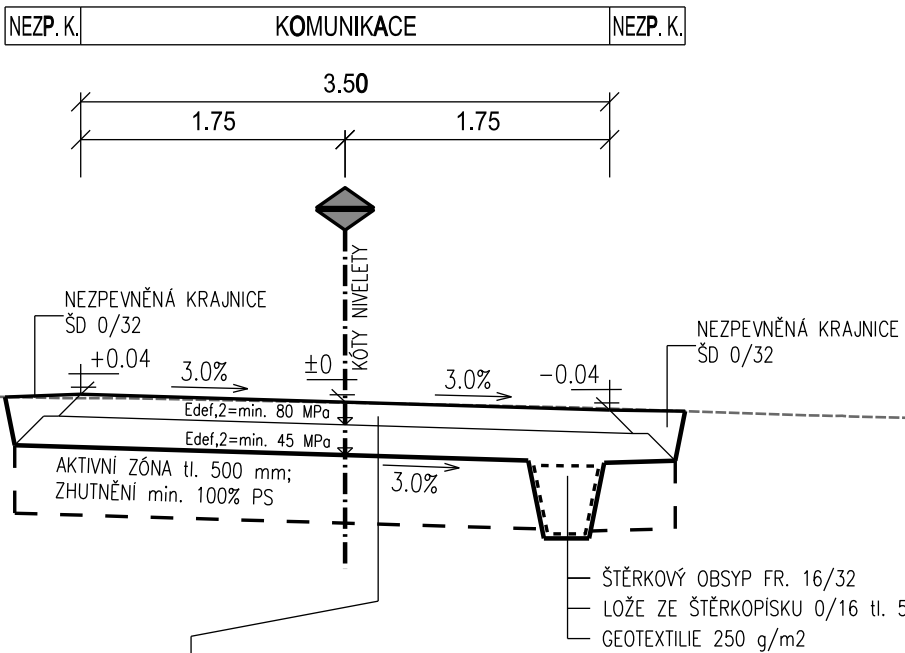 NEZP. K. KOMUNIKACE NEZP. K.
3.50
1.75 1.75
KÓTY NIVELETY
NEZPEVNĚNÁ KRAJNICE
ŠD 0/32
NEZPEVNĚNÁ KRAJNICE
ŠD 0/32
+0.04 3.0% ±0 3.0% -0.04
Edef,2=min. 80 MPa
Edef,2=min. 45 MPa
AKTIVNÍ ZÓNA tl. 500 mm;
ZHUTNĚNÍ min. 100% PS
3.0%
ŠTĚRKOVÝ OBSYP FR. 16/32
LOŽE ZE ŠTĚRKOPÍSKU 0/16 tl. 5
GEOTEXTILIE 250 g/m2